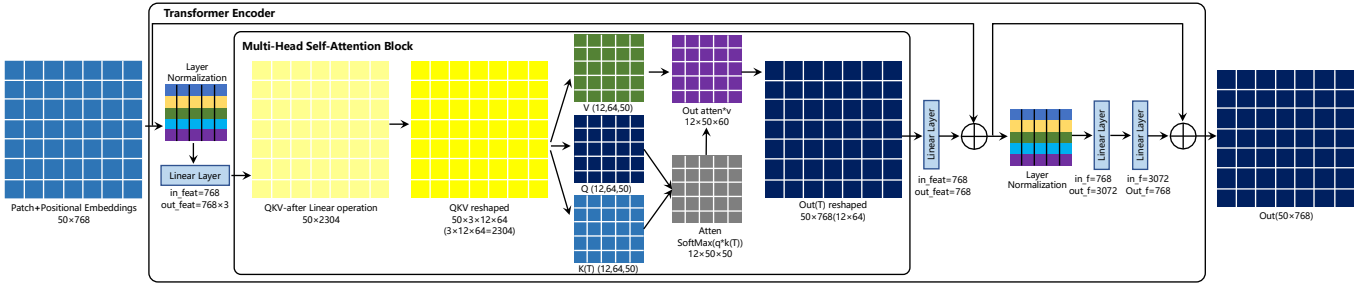 Transformer Encoder
Multi-Head Self-Attention Block
Patch+Positional Embeddings
50×768
Layer
Normalization
Linear Layer
in_feat=768
out_feat=768×3
QKV-after Linear operation
50×2304
QKV reshaped
50×3×12×64
(3×12×64=2304)
V (12,64,50)
Q (12,64,50)
K(T) (12,64,50)
Out atten*v
12×50×60
Atten
SoftMax(q*k(T))
12×50×50
Out(T) reshaped
50×768(12×64)
Linear Layer
in_feat=768
out_feat=768
Layer
Normalization
Linear Layer
in_f=768
out_f=3072
Linear Layer
in_f=3072
Out_f=768
Out(50×768)